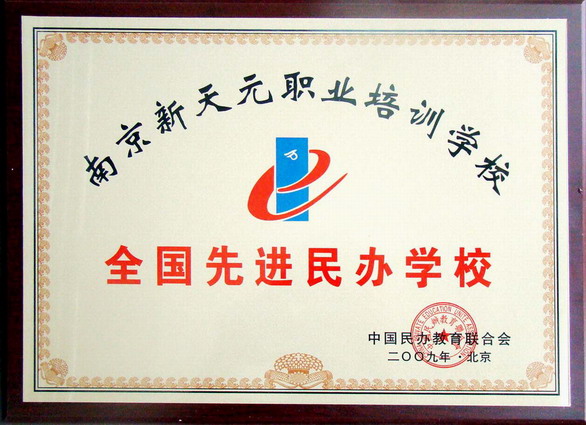 南京新天元职业培训学校
全国先进民办学校
中国民办教育联合会
二〇〇九年·北京